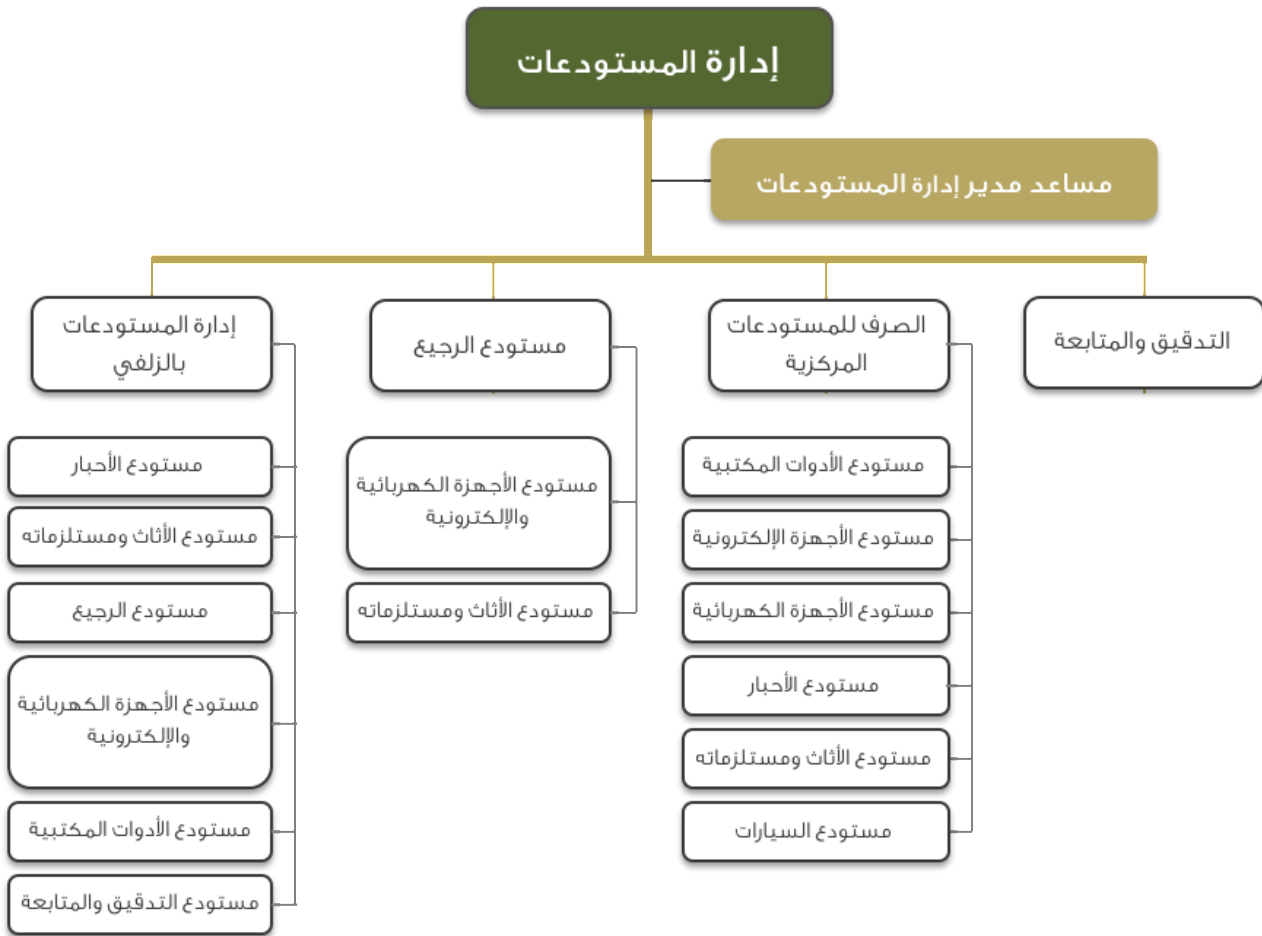 إدارة المستودعات
مساعد مدير إدارة المستودعات
التدقيق والمتابعة
الصرف للمستودعات
المركزية
مستودع الأدوات المكتبية
مستودع الأجهزة الإلكترونية
مستودع الأجهزة الكهربائية
مستودع الأحبار
مستودع الأثاث ومستلزماته
مستودع السيارات
مستودع الرجيع
مستودع الأجهزة الكهربائية
والإلكترونية
مستودع الأثاث ومستلزماته
إدارة المستودعات
بالزلفي
مستودع الأحبار
مستودع الأثاث ومستلزماته
مستودع الرجيع
مستودع الأجهزة الكهربائية
والإلكترونية
مستودع الأدوات المكتبية
مستودع التدقيق والمتابعة